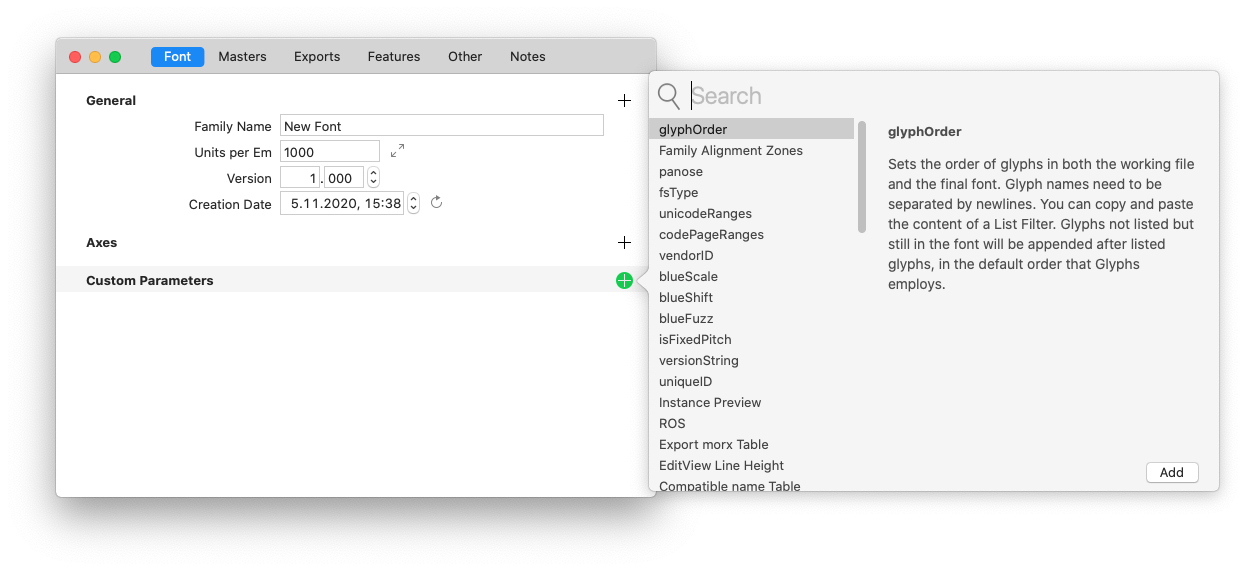 Font Masters Exports Features Other Notes
General
Family Name New Font
Units per Em 1000
Version 1.000
Creation Date 5.11.2020, 15:38
Axes
Custom Parameters
Search
glyphOrder
Family Alignment Zones
panose
fsType
unicodeRanges
codePageRanges
vendorID
blueScale
blueShift
blueFuzz
isFixedPitch
versionString
uniqueID
Instance Preview
ROS
Export morx Table
EditView Line Height
Compatible name Table
glyphOrder
Sets the order of glyphs in both the working file
and the final font. Glyph names need to be
separated by newlines. You can copy and paste
the content of a List Filter. Glyphs not listed but
still in the font will be appended after listed
glyphs, in the default order that Glyphs
employs.
Add